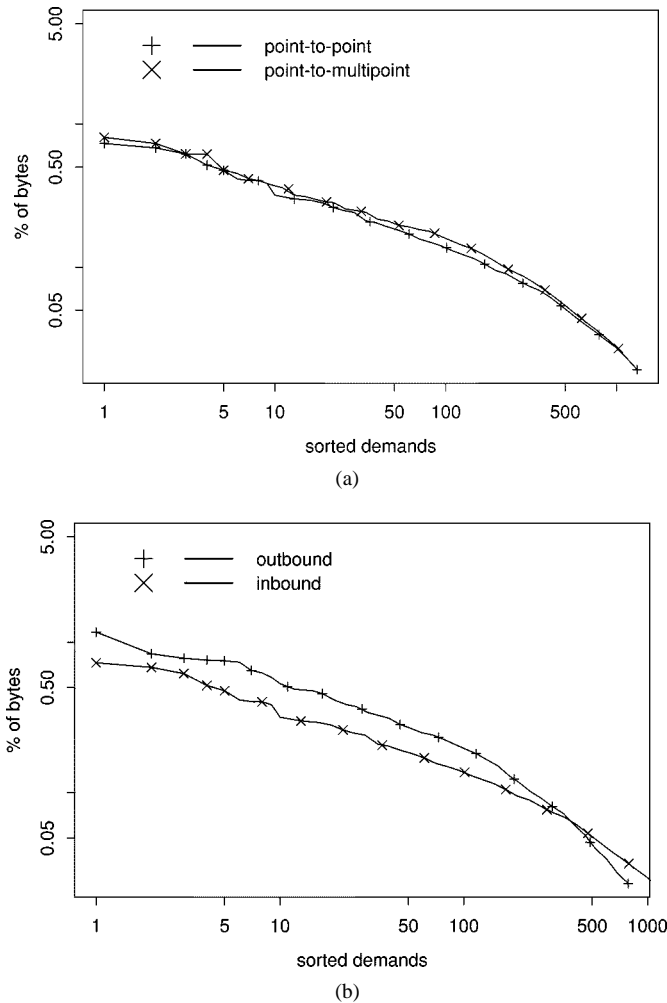 5.00
0.50
0.05
% of bytes
point-to-point
point-to-multipoint
1 5 10 50 100 500
sorted demands
(a)
5.00
0.50
0.05
% of bytes
outbound
inbound
1 5 10 50 100 500 1000
sorted demands
(b)